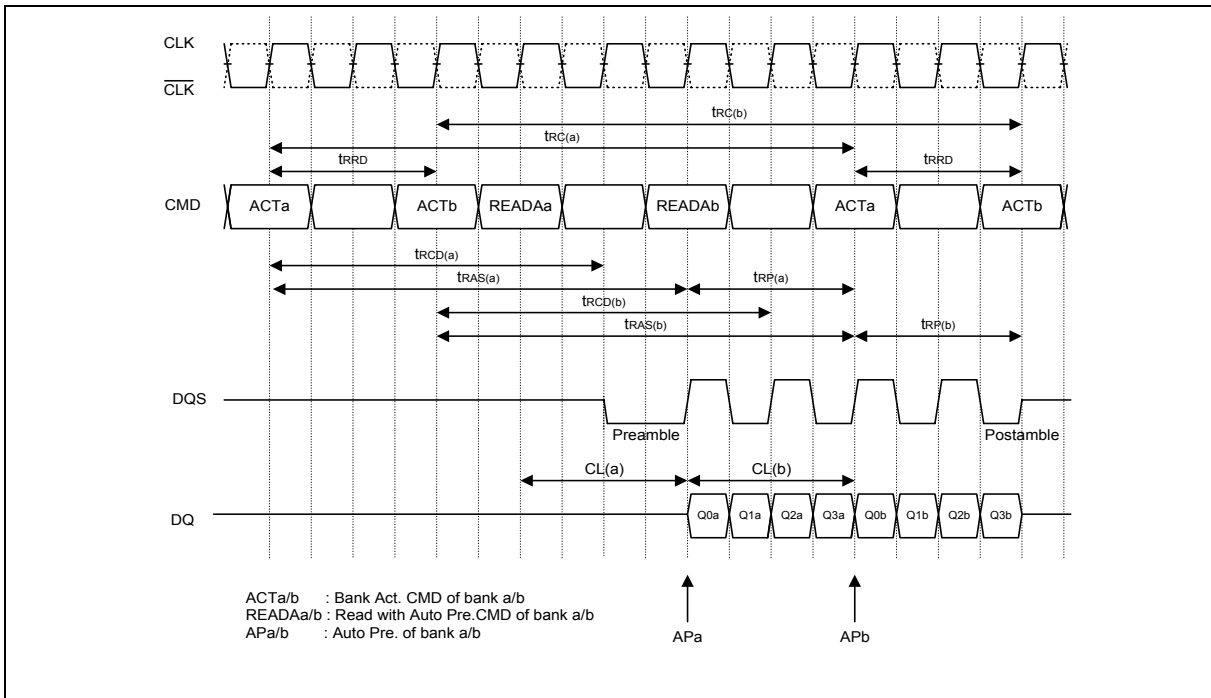 CLK
CLK
tRC(b)
tRC(a)
tRRD tRRD
CMD ACTa ACTb READAa READAb ACTa ACTb
tRCD(a)
tRAS(a) tRP(a)
tRCD(b)
tRAS(b) tRP(b)
DQS
Preamble Postamble
CL(a) CL(b)
DQ Q0a Q1a Q2a Q3a Q0b Q1b Q2b Q3b
ACTa/b : Bank Act. CMD of bank a/b
READAa/b : Read with Auto Pre.CMD of bank a/b
APa/b : Auto Pre. of bank a/b
APa APb